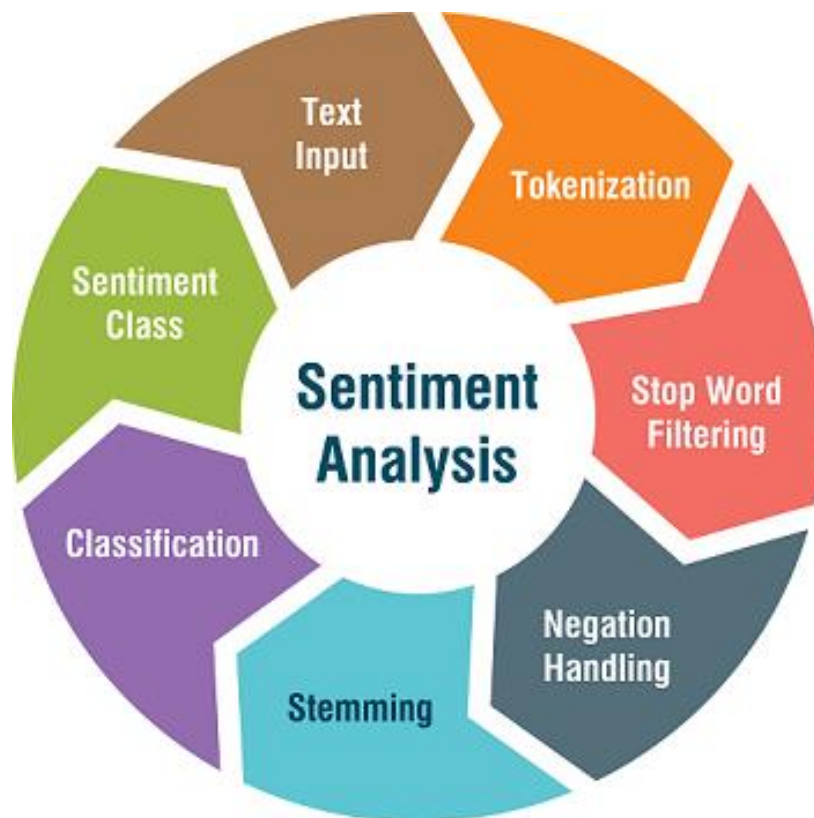 Text
Input
Tokenization
Stop Word
Filtering
Negation
Handling
Stemming
Classification
Sentiment
Class
Sentiment
Analysis